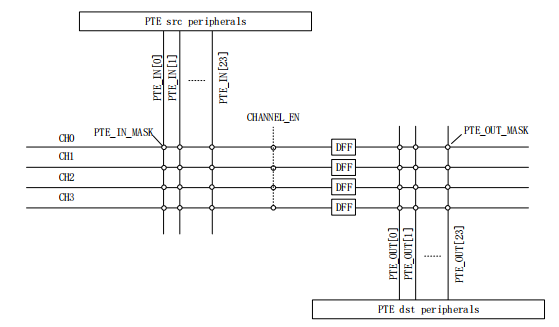 PTE src peripherals
PTE_IN[0]
PTE_IN[1]
......
PTE_IN[23]
CHANNEL_EN
PTE_IN_MASK
PTE_OUT_MASK
CH0
DFF
CH1
DFF
CH2
DFF
CH3
DFF
PTE_OUT[0]
PTE_OUT[1]
......
PTE_OUT[23]
PTE dst peripherals